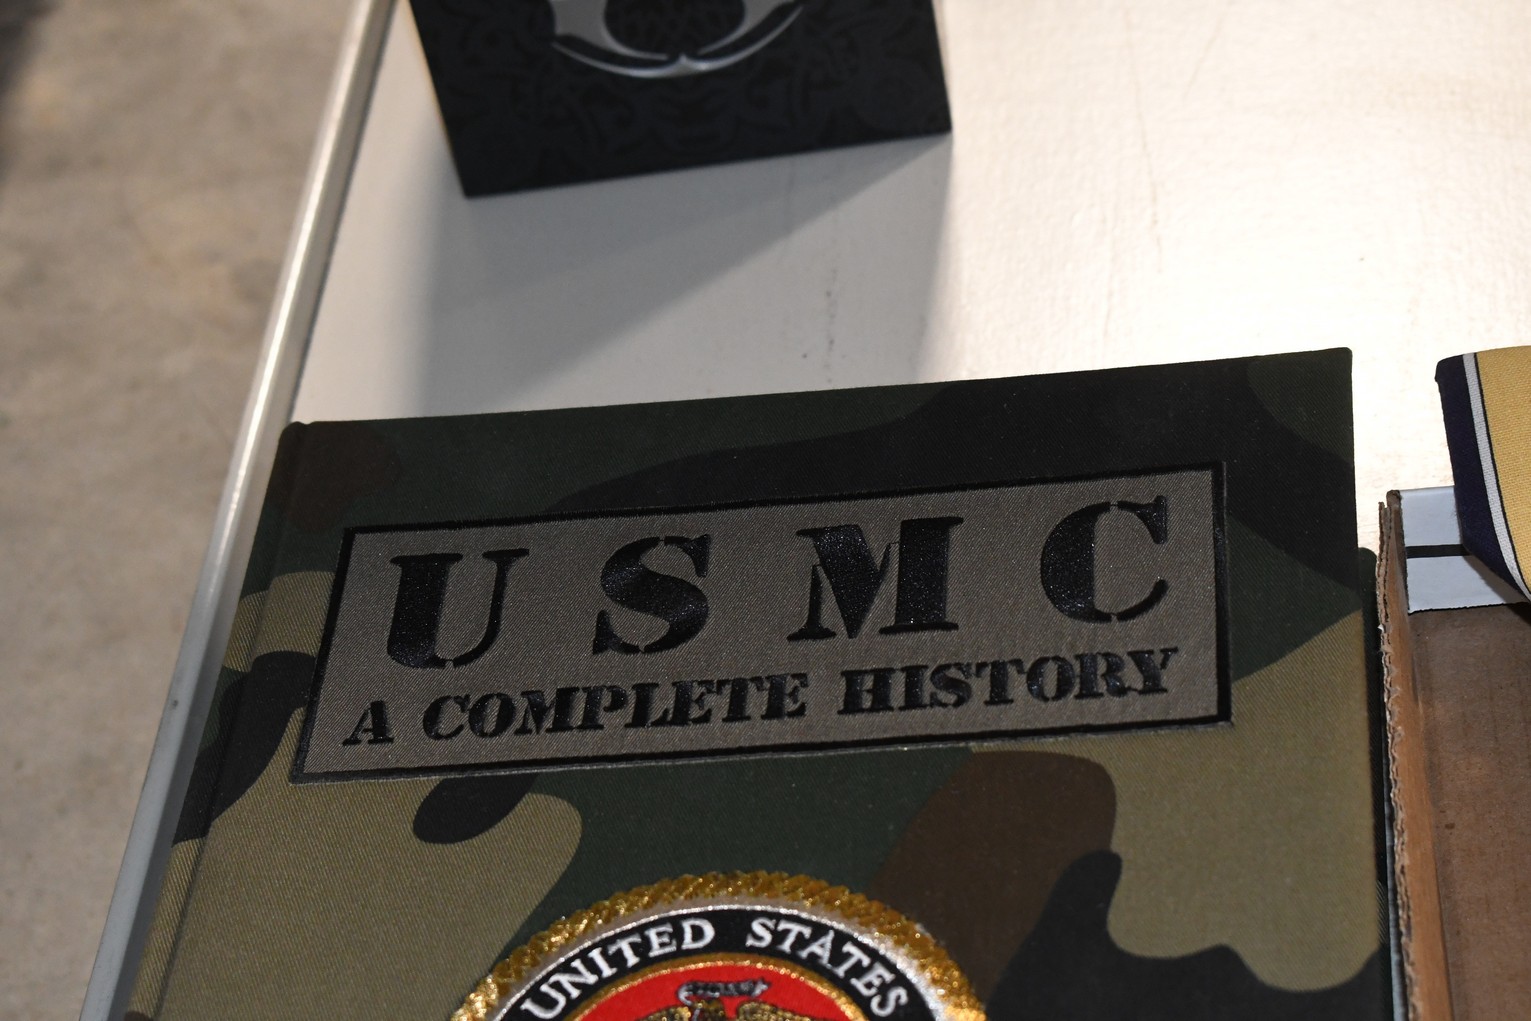 USMC
A COMPLETE HISTORY
UNITED STATES